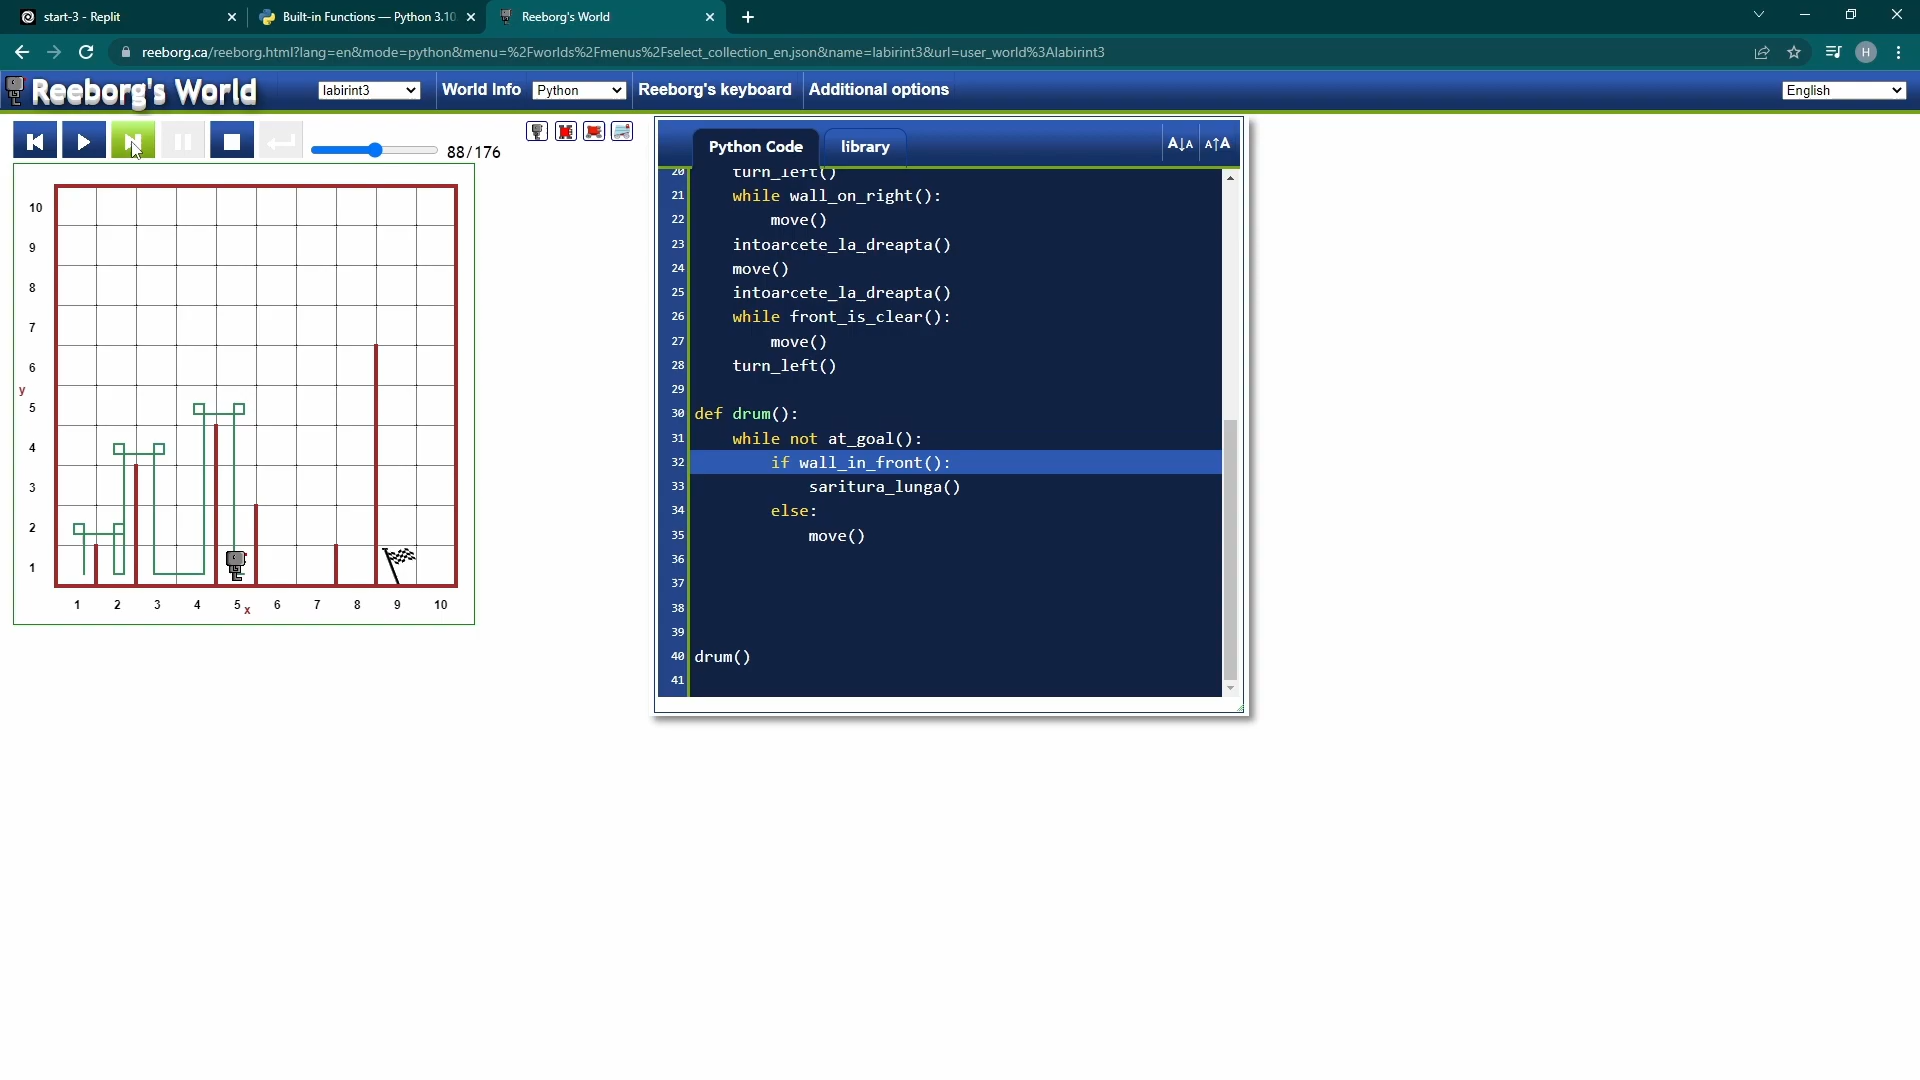 start-3 - Replit
Built-in Functions — Python 3.10
Reeborg's World
reeborg.ca/reeborg.html?lang=en&mode=python&menu=%2Fworlds%2Fmenus%2Fselect_collection_en.json&name=labirint3&url=user_world%3Alabirint3
H
Reeborg's World
labirint3
World Info
Python
Reeborg's keyboard
Additional options
English
88/176
Python Code
library
A↓A
A↑A
20 turn_left()
21 while wall_on_right():
22 move()
23 intoarcete_la_dreapta()
24 move()
25 intoarcete_la_dreapta()
26 while front_is_clear():
27 move()
28 turn_left()
29
30 def drum():
31 while not at_goal():
32 if wall_in_front():
33 saritura_lunga()
34 else:
35 move()
36
37
38
39
40 drum()
41
10
9
8
7
6
y
5
4
3
2
1
1 2 3 4 5 x 6 7 8 9 10